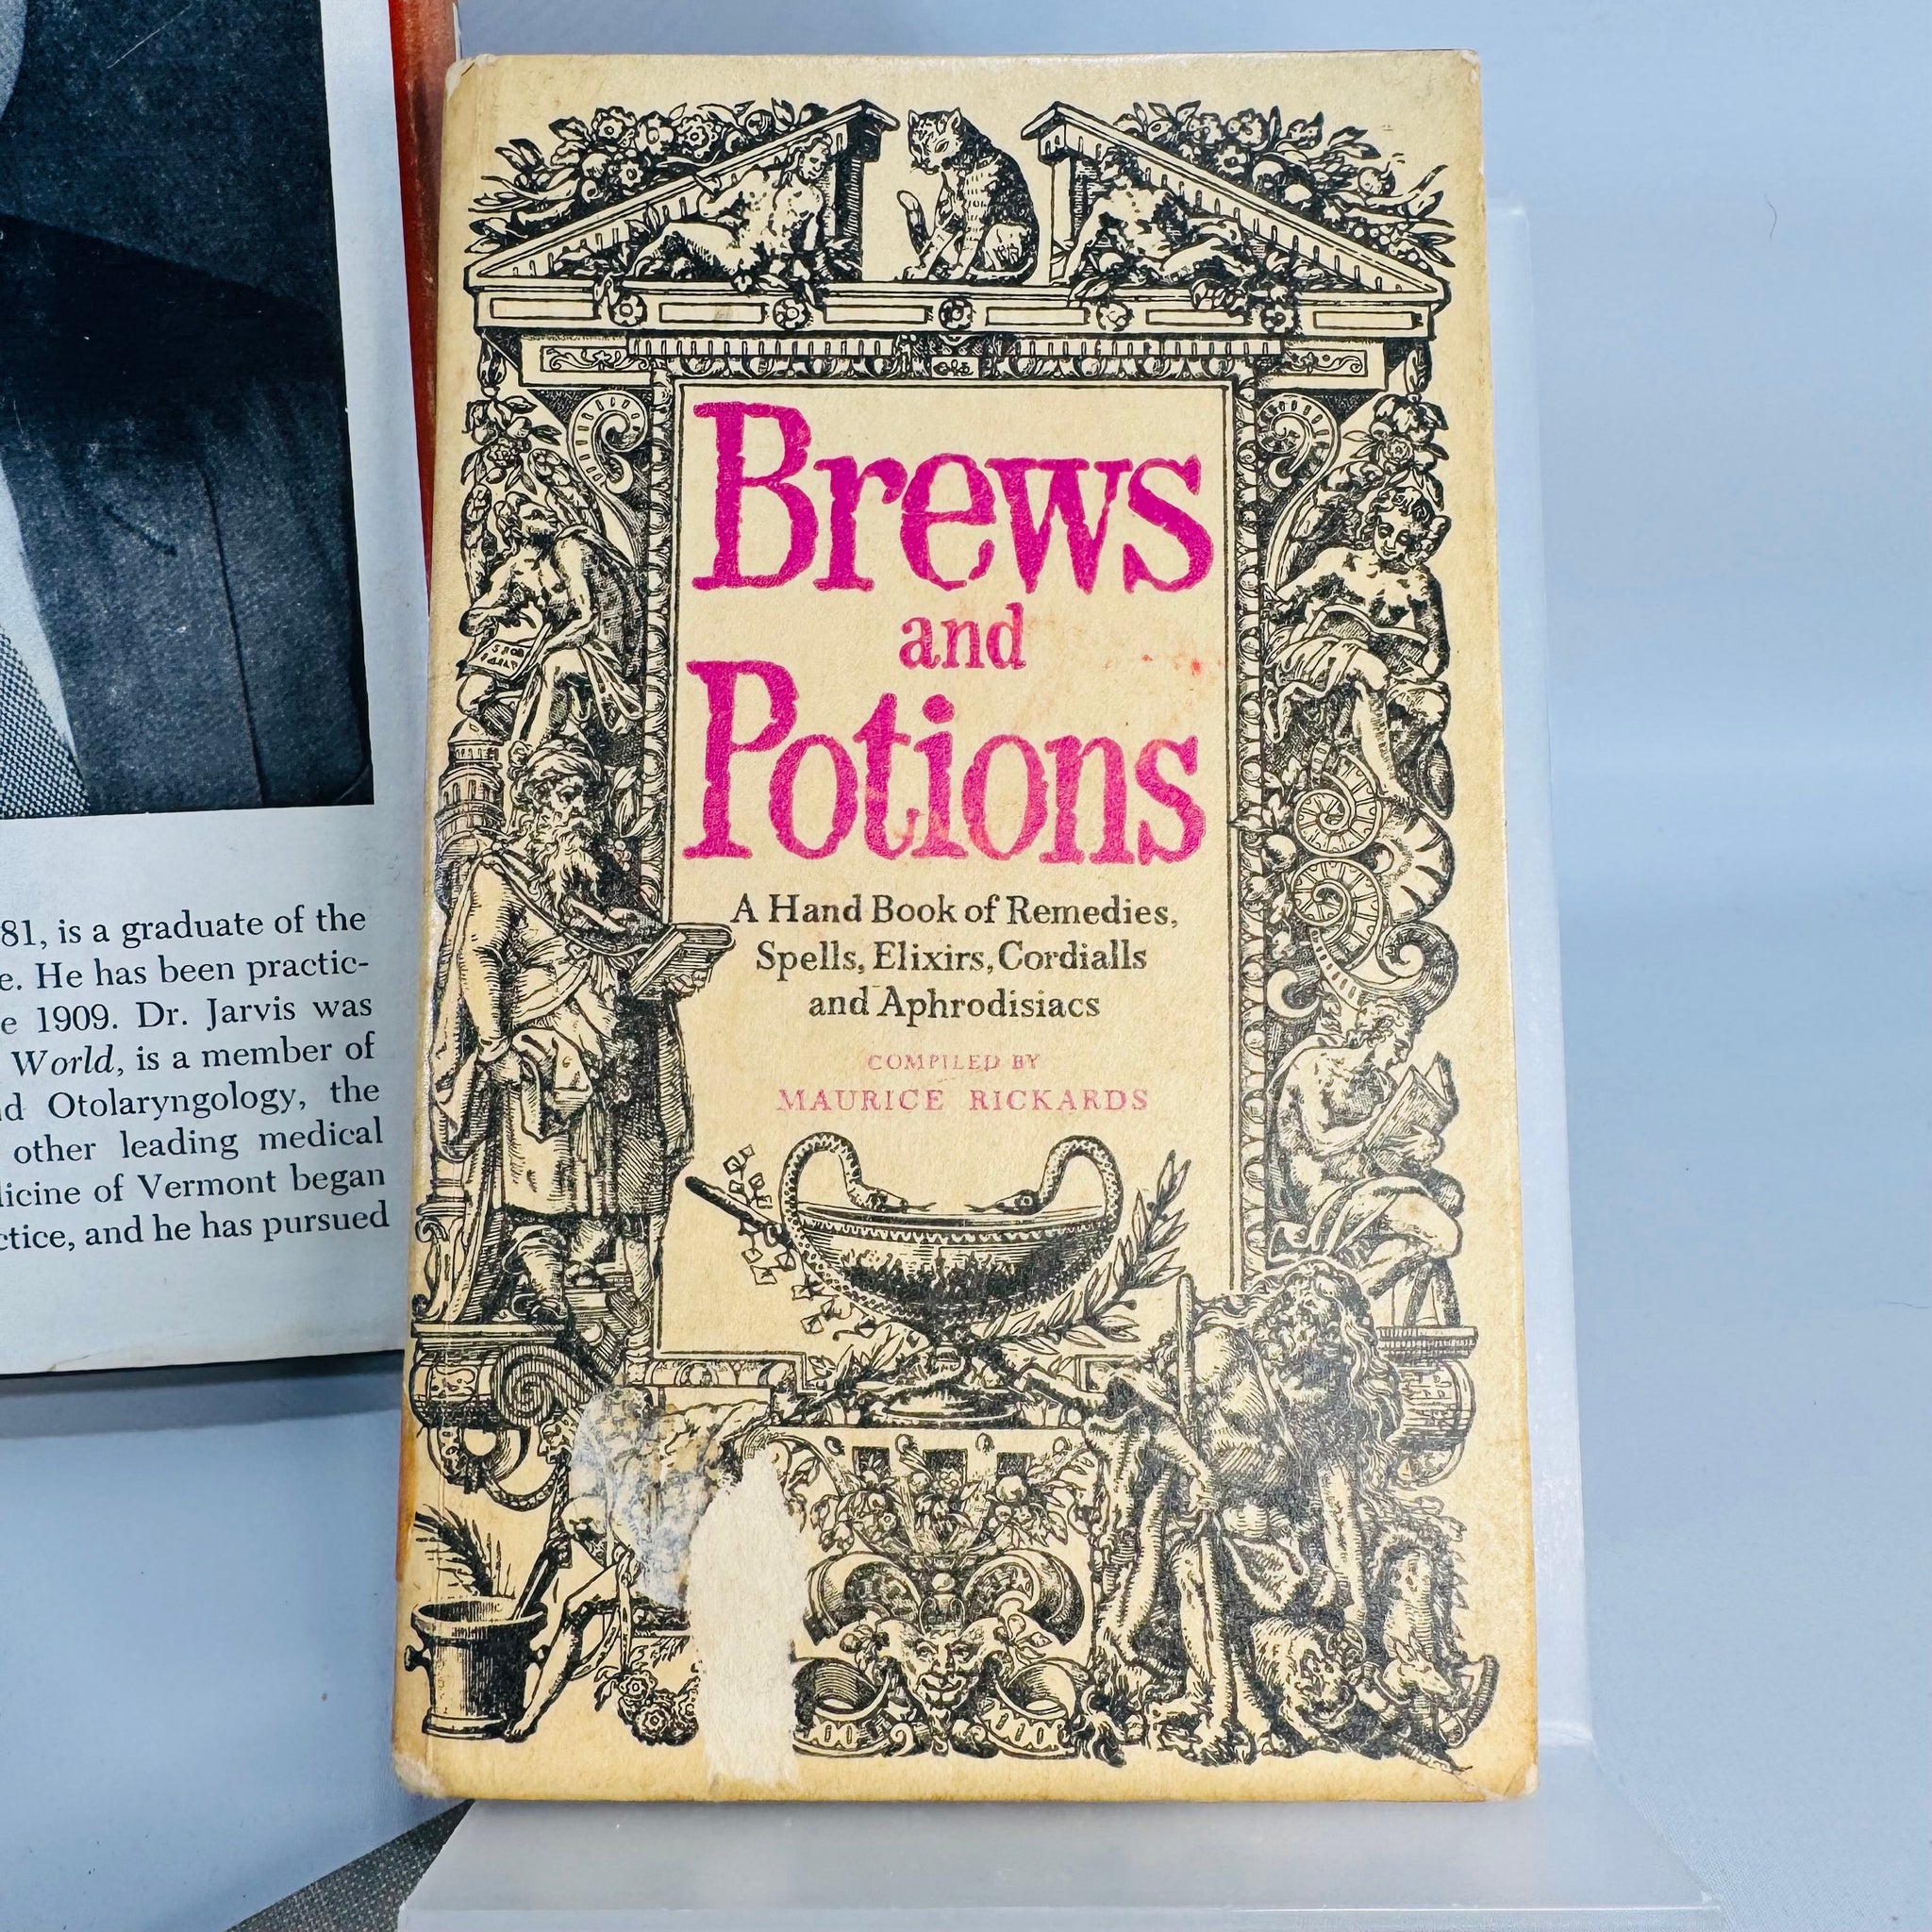 Brews
and
Potions
A Hand Book of Remedies,
Spells, Elixirs, Cordialls
and Aphrodisiacs
COMPILED BY
MAURICE RICKARDS
81, is a graduate of the
e. He has been practic-
e 1909. Dr. Jarvis was
World, is a member of
d Otolaryngology, the
other leading medical
licine of Vermont began
ctice, and he has pursued